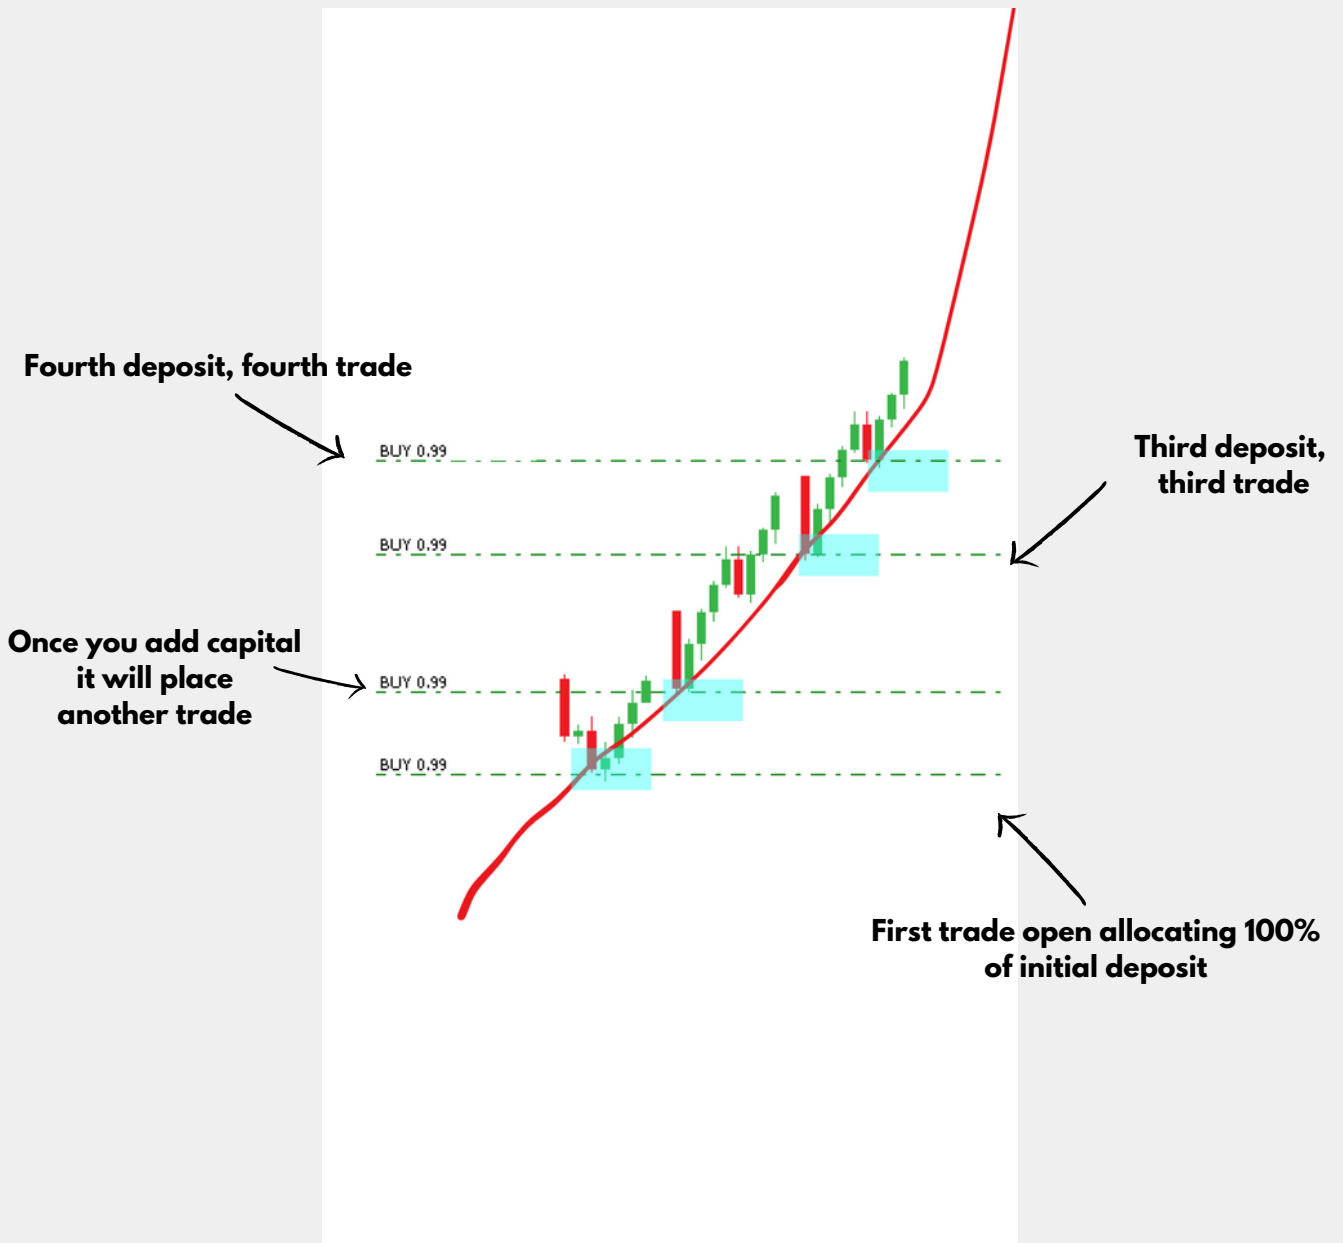 Fourth deposit, fourth trade
BUY 0.99
Third deposit,
third trade
BUY 0.99
Once you add capital
it will place
another trade
BUY 0.99
BUY 0.99
First trade open allocating 100%
of initial deposit